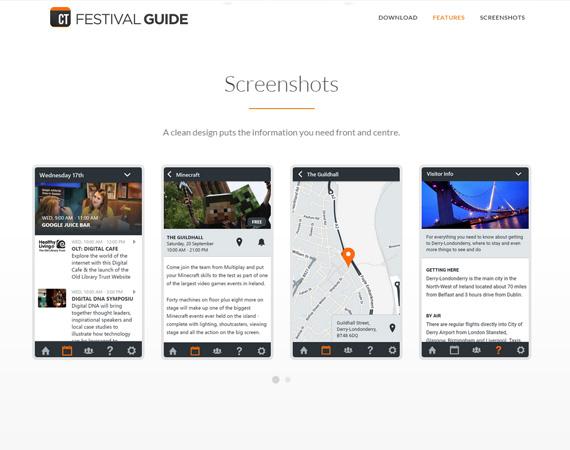 CT FESTIVAL GUIDE
DOWNLOAD FEATURES SCREENSHOTS
Screenshots
A clean design puts the information you need front and centre.
Wednesday 17th
WED, 9:00 AM - 11:00 AM
GOOGLE JUICE BAR
Healthy Living
WED, 10:00 AM - 12:00 PM
OLT: DIGITAL CAFE
Explore the world of
internet with this Digital
Cafe & the launch of the
Old Library Trust Website
WED, 10:00 AM - 3:00 PM
DIGITAL DNA SYMPOSIU
Digital DNA will bring
together thought leaders,
inspirational speakers and
local case studies to
illustrate how technology
can be leveraged to
Minecraft
FREE
THE GUILDHALL
Saturday, 20 September
10:00 AM - 21:00 PM
Come join the team from Multiplay and put
your Minecraft skills to the test as part of one
of the largest video games events in Ireland.
Forty machines on floor plus eight more on
stage will make up one of the biggest
Minecraft events ever held on the island -
complete with lighting, shoutcasters, viewing
stage and all the action on the big screen.
The Guildhall
Guildhall Street,
Derry-Londonderry,
BT48 6DQ
Visitor Info
For everything you need to know about getting
to Derry-Londonderry, where to stay and even
more things to see and do
GETTING HERE
Derry-Londonderry is the main city in the
North-West of Ireland located about 70 miles
from Belfast and 3 hours drive from Dublin.
BY AIR
There are regular flights directly into City of
Derry Airport from London Stansted,
Glasgow, Birmingham and Liverpool. Taxis